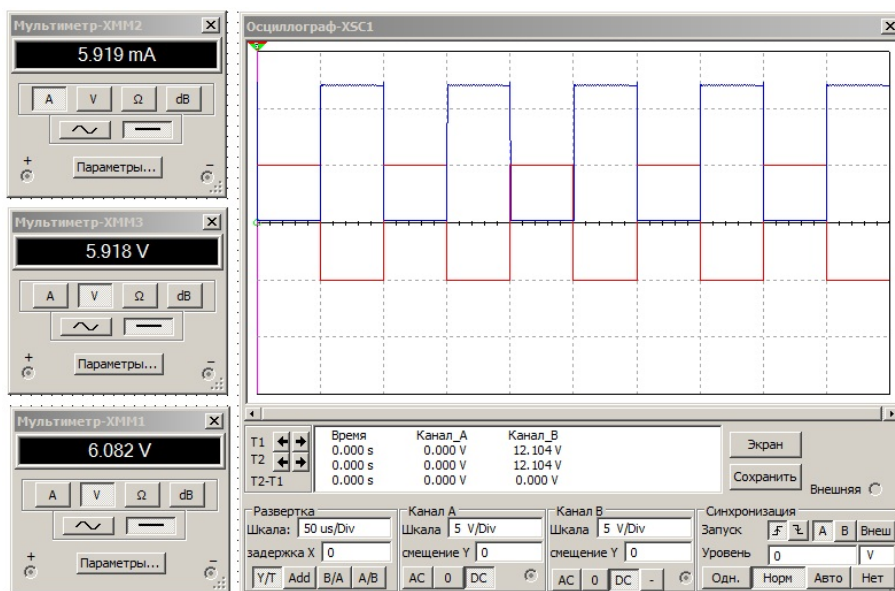 Мультиметр-XMM2
5.919 mA
A V Ω dB
+ Параметры... −
Мультиметр-XMM3
5.918 V
A V Ω dB
+ Параметры... −
Мультиметр-XMM1
6.082 V
A V Ω dB
+ Параметры... −
Осциллограф-XSC1
Время Канал_A Канал_B
T1 0.000 s 0.000 V 12.104 V
T2 0.000 s 0.000 V 12.104 V
T2-T1 0.000 s 0.000 V 0.000 V
Экран
Сохранить
Внешняя
Развертка
Шкала: 50 us/Div
задержка X 0
Y/T Add B/A A/B
Канал A
Шкала 5 V/Div
смещение Y 0
AC 0 DC
Канал B
Шкала 5 V/Div
смещение Y 0
AC 0 DC -
Синхронизация
Запуск A B Внеш
Уровень 0 V
Одн. Норм Авто Нет